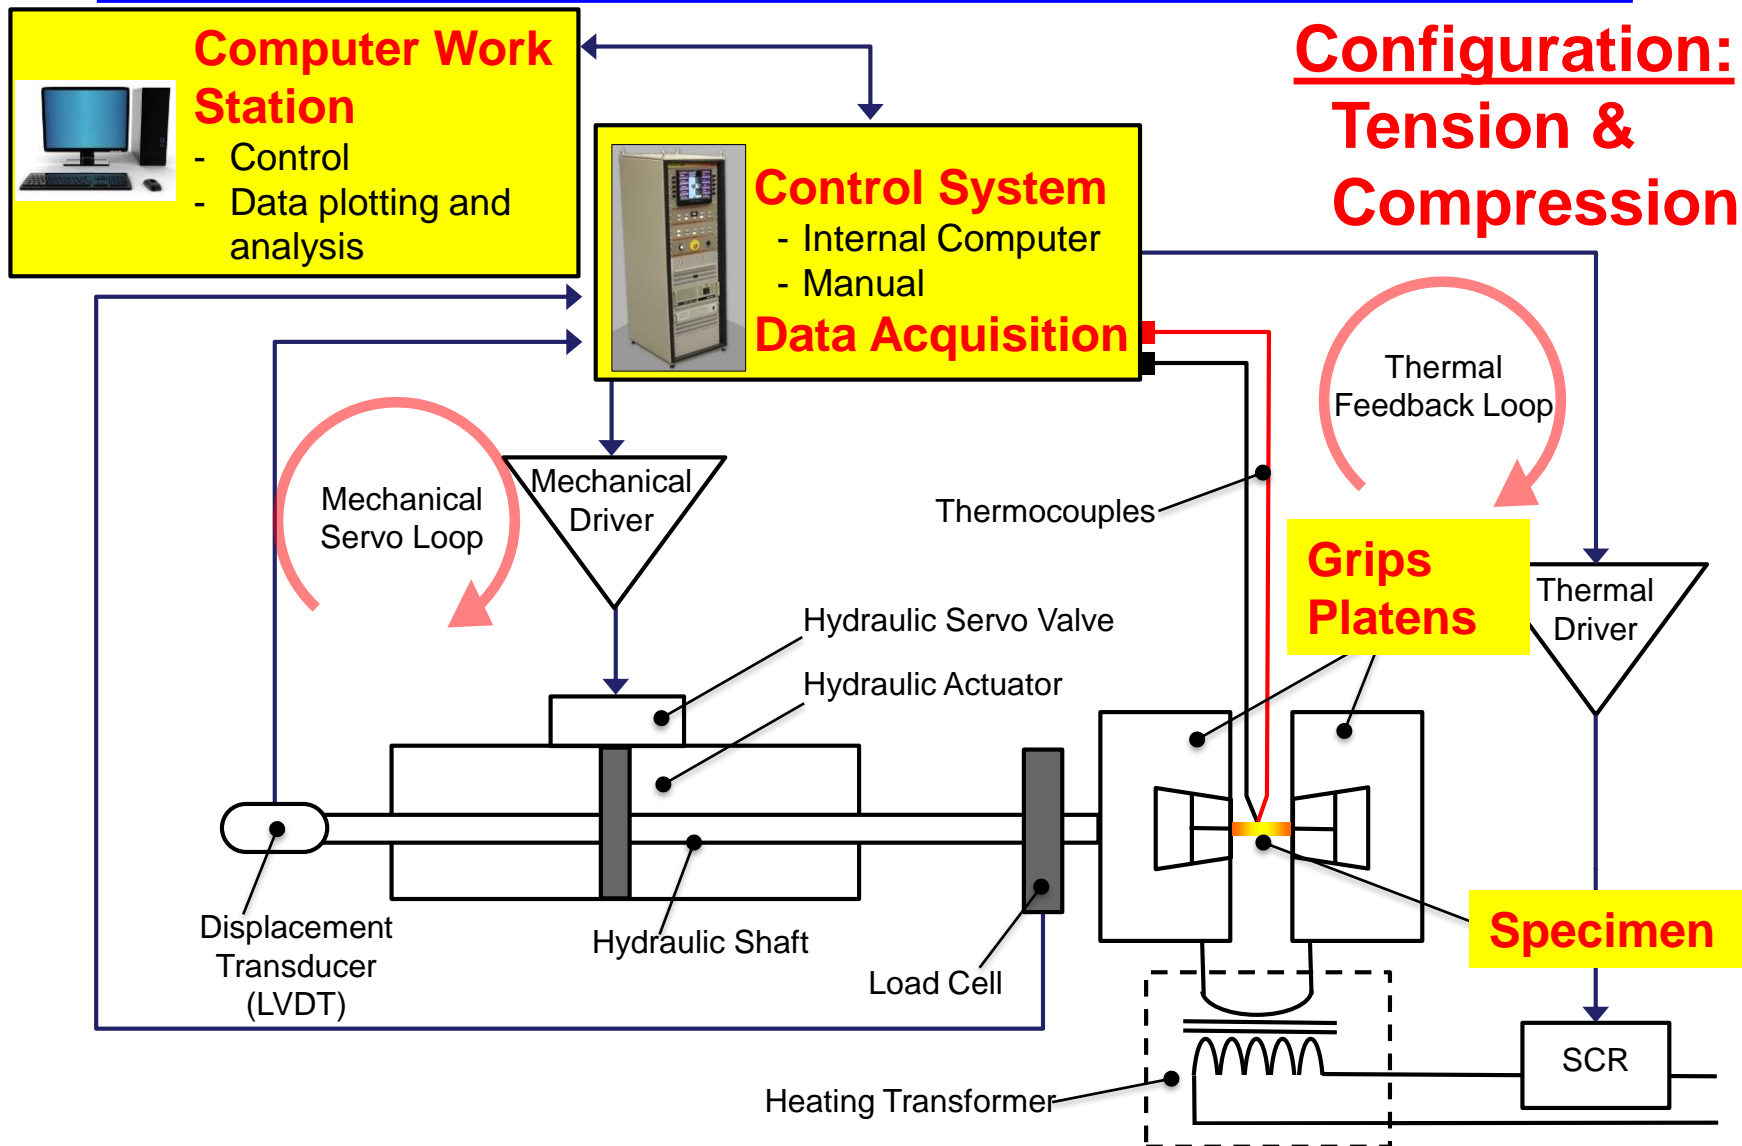 Computer Work
Station
- Control
- Data plotting and
analysis
Configuration:
Tension &
Compression
Control System
- Internal Computer
- Manual
Data Acquisition
Thermal
Feedback Loop
Mechanical
Servo Loop
Mechanical
Driver
Thermocouples
Grips
Platens
Thermal
Driver
Hydraulic Servo Valve
Hydraulic Actuator
Displacement
Transducer
(LVDT)
Hydraulic Shaft
Load Cell
Specimen
SCR
Heating Transformer